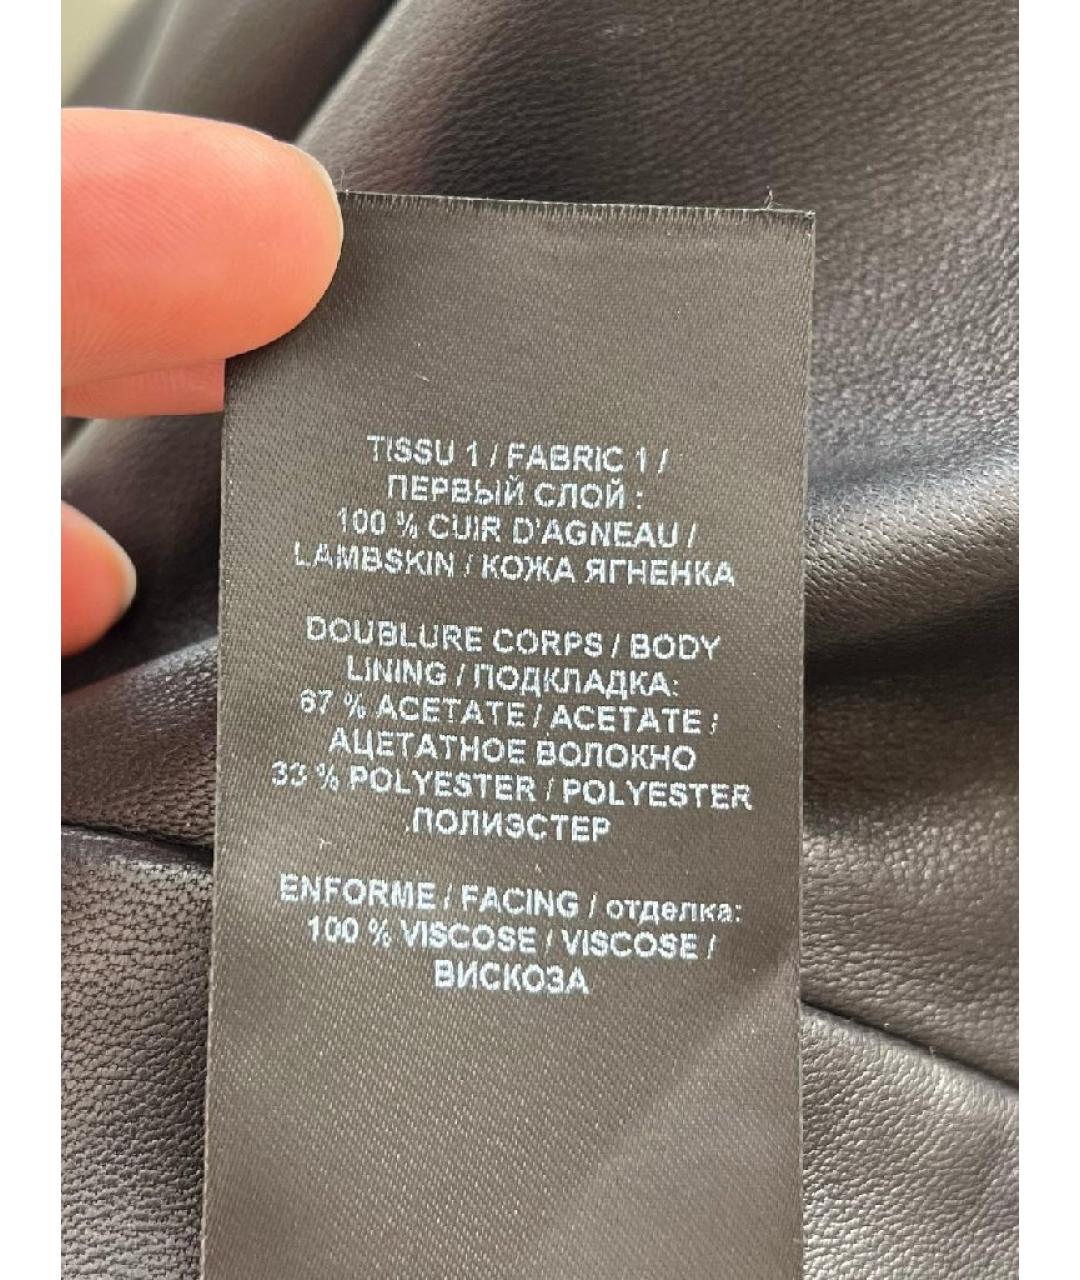 TISSU 1 / FABRIC 1 /
ПЕРВЫЙ СЛОЙ :
100 % CUIR D'AGNEAU /
LAMBSKIN / КОЖА ЯГНЕНКА
DOUBLURE CORPS / BODY
LINING / ПОДКЛАДКА:
67 % ACETATE / ACETATE /
АЦЕТАТНОЕ ВОЛОКНО
33 % POLYESTER / POLYESTER
.ПОЛИЭСТЕР
ENFORME / FACING / отделка:
100 % VISCOSE / VISCOSE /
ВИСКОЗА